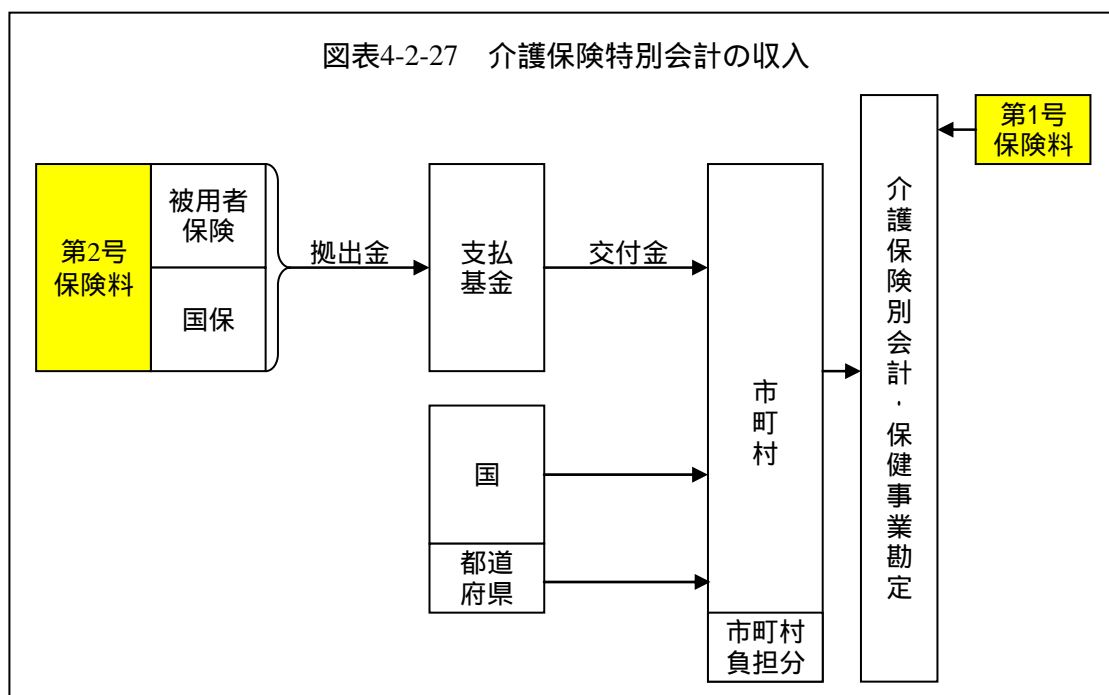 図表4-2-27　介護保険特別会計の収入
第1号
保険料
第2号
保険料
被用者
保険
国保
拠出金
支払
基金
交付金
国
都道
府県
市町村
市町村
負担分
介護保険別会計・保健事業勘定